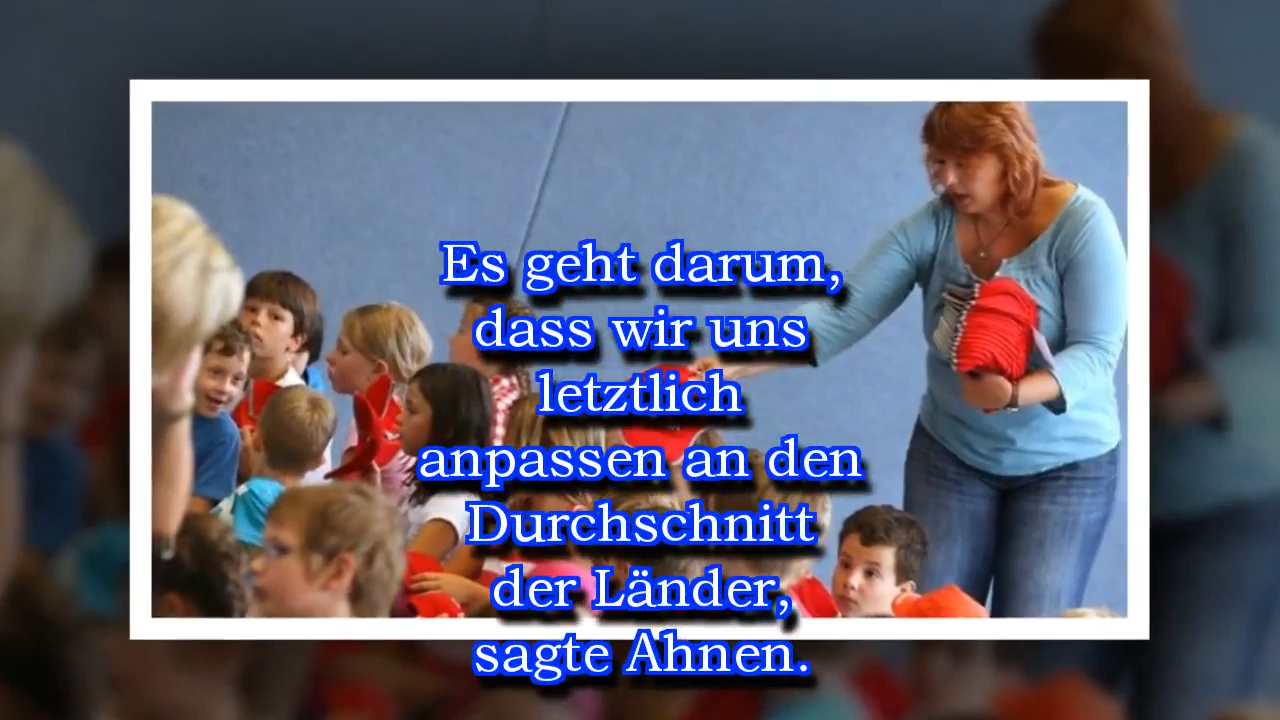 Es geht darum,
dass wir uns
letztlich
anpassen an den
Durchschnitt
der Länder,
sagte Ahnen.